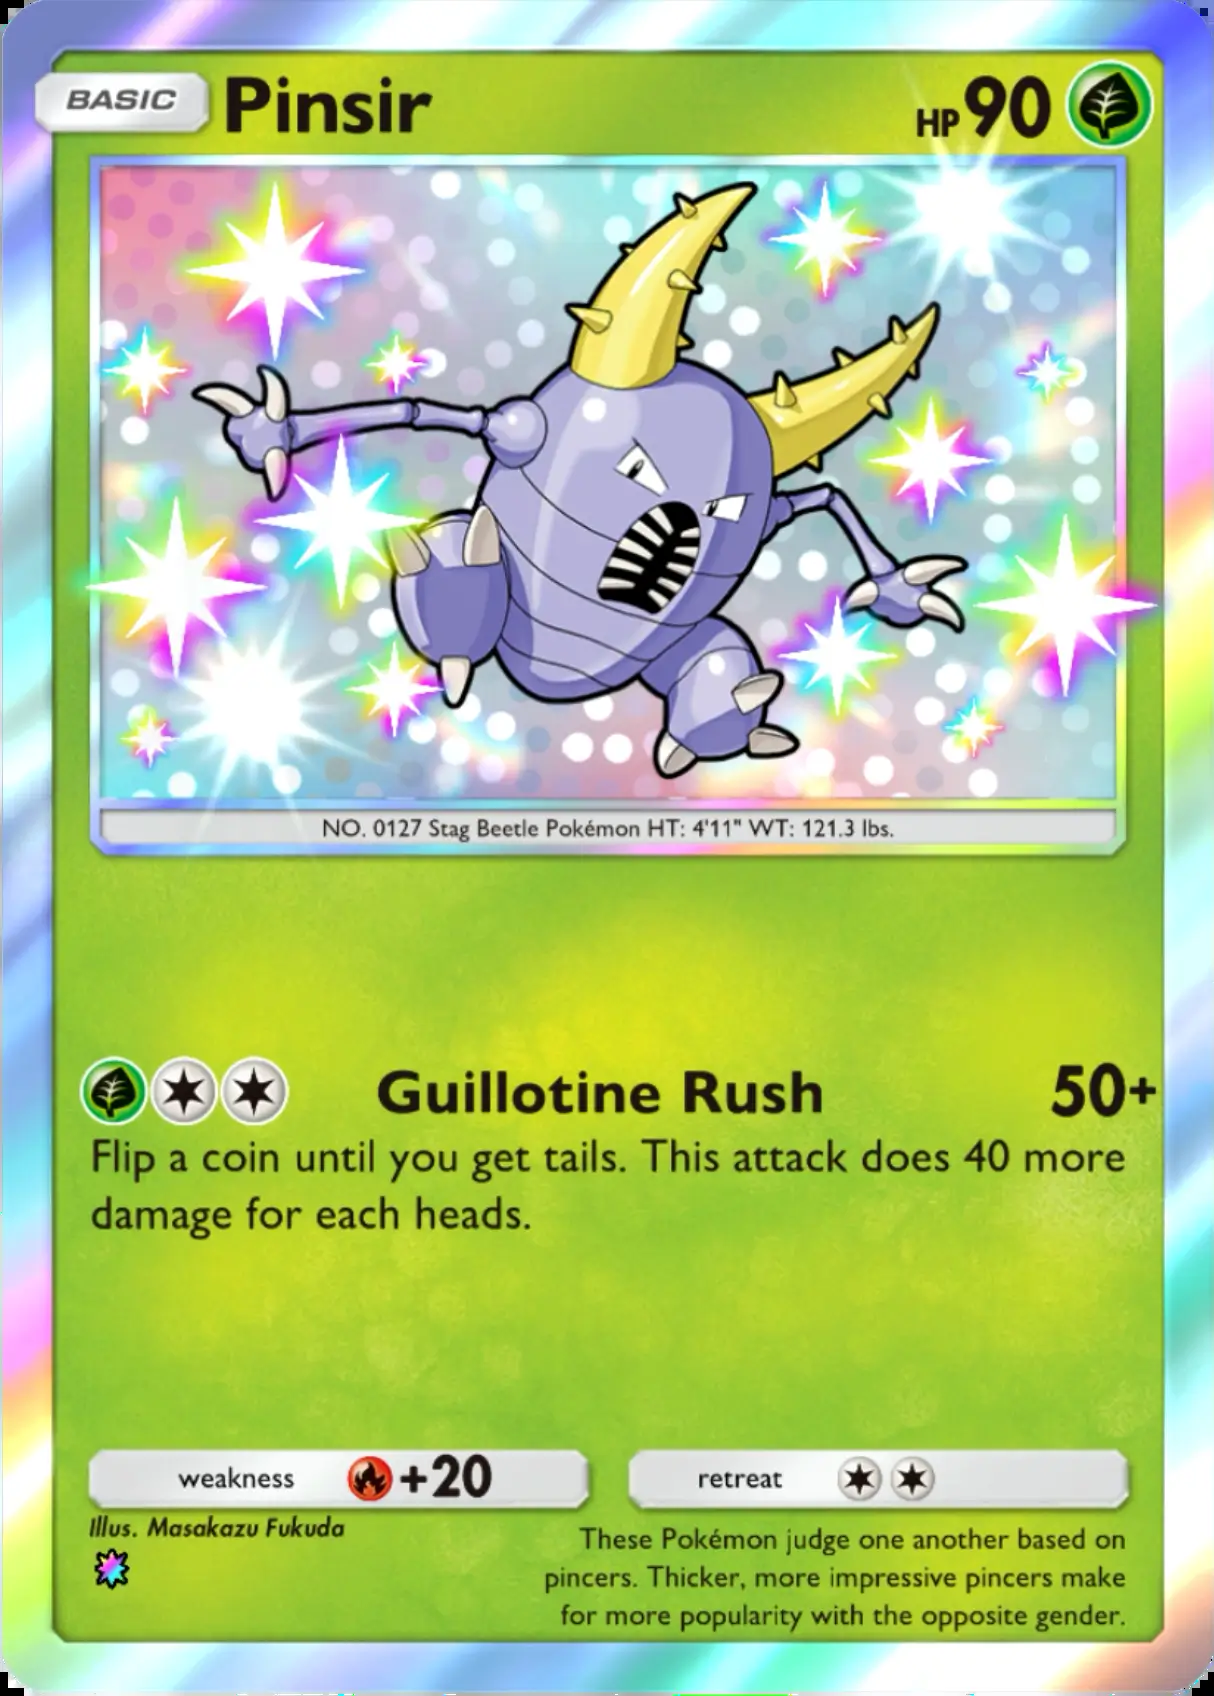 BASIC Pinsir HP 90
NO. 0127 Stag Beetle Pokémon HT: 4'11" WT: 121.3 lbs.
Guillotine Rush 50+
Flip a coin until you get tails. This attack does 40 more
damage for each heads.
weakness +20 retreat
Illus. Masakazu Fukuda
These Pokémon judge one another based on
pincers. Thicker, more impressive pincers make
for more popularity with the opposite gender.